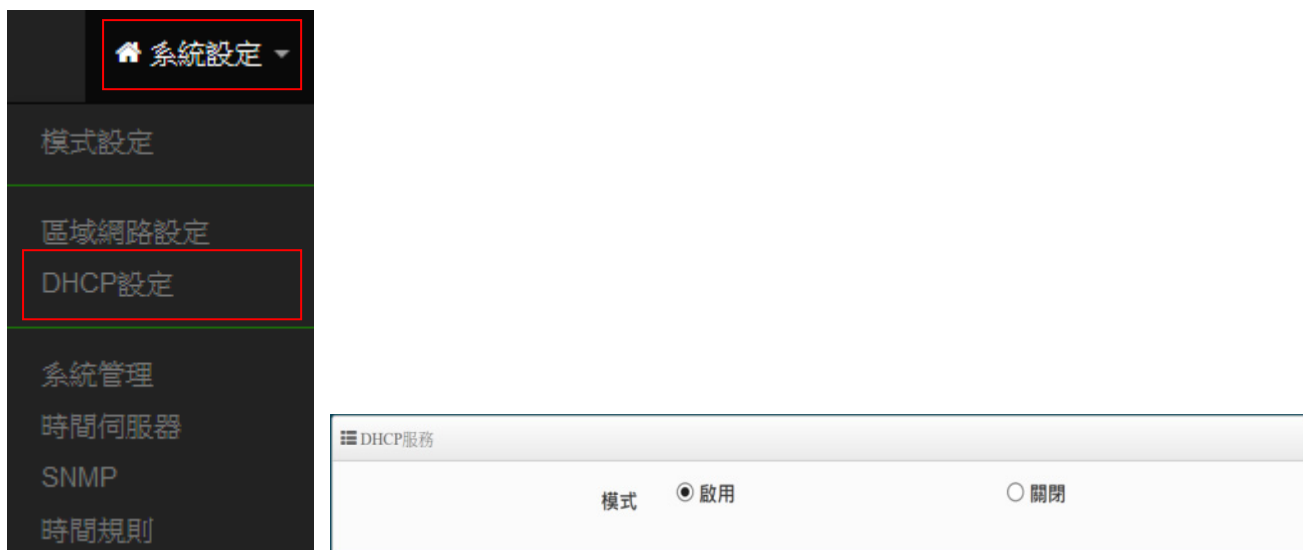 系統設定
模式設定
區域網路設定
DHCP設定
系統管理
時間伺服器
SNMP
時間規則
DHCP服務
模式 啟用 關閉